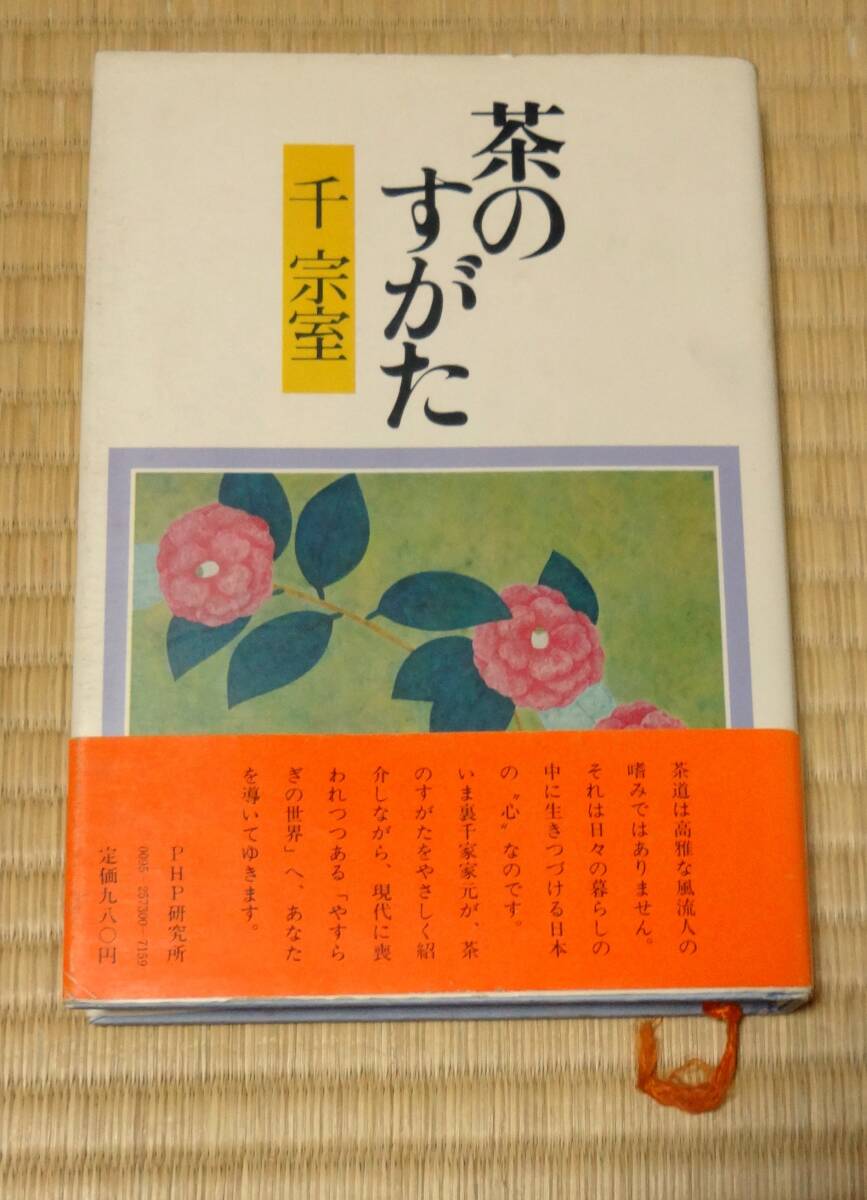 茶の
すがた
千 宗室
茶道は高雅な風流人の
嗜みではありません。
それは日々の暮らしの
中に生きつづける日本
の〝心〟なのです。
いま裏千家家元が、茶
のすがたをやさしく紹
介しながら、現代に喪
われつつある「やすら
ぎの世界」へ、あなた
を導いてゆきます。
PHP研究所
0095-257300-7159
定価九八〇円